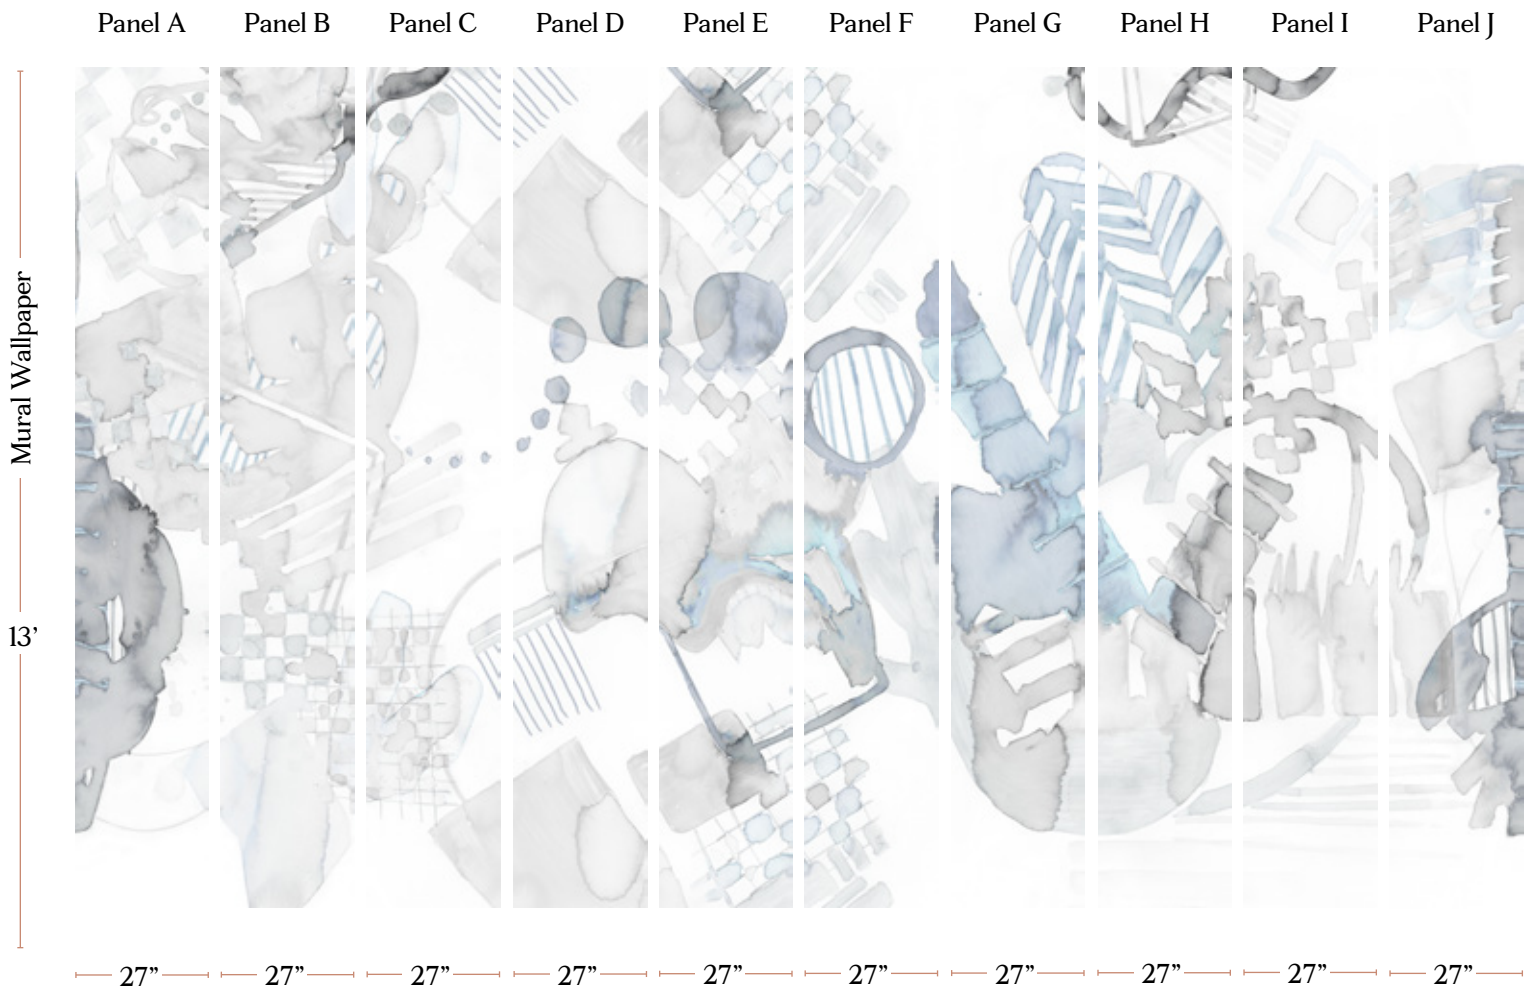 Panel A
Panel B
Panel C
Panel D
Panel E
Panel F
Panel G
Panel H
Panel I
Panel J
Mural Wallpaper
13’
27”
27”
27”
27”
27”
27”
27”
27”
27”
27”